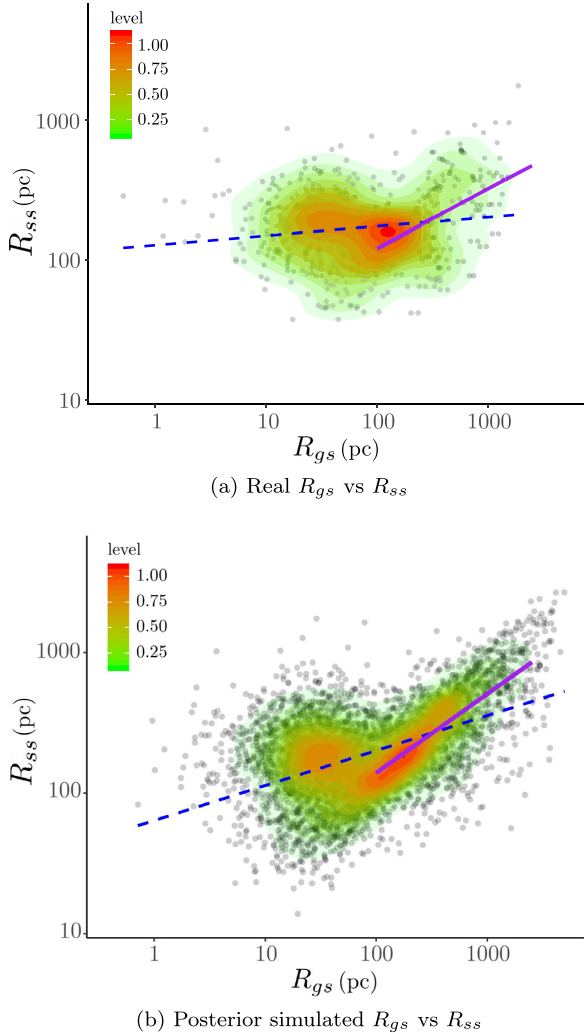 level
1.00
0.75
0.50
0.25
1000
100
10
R_ss (pc)
1 10 100 1000
R_gs (pc)
(a) Real R_gs vs R_ss
level
1.00
0.75
0.50
0.25
1000
100
10
R_ss (pc)
1 10 100 1000
R_gs (pc)
(b) Posterior simulated R_gs vs R_ss